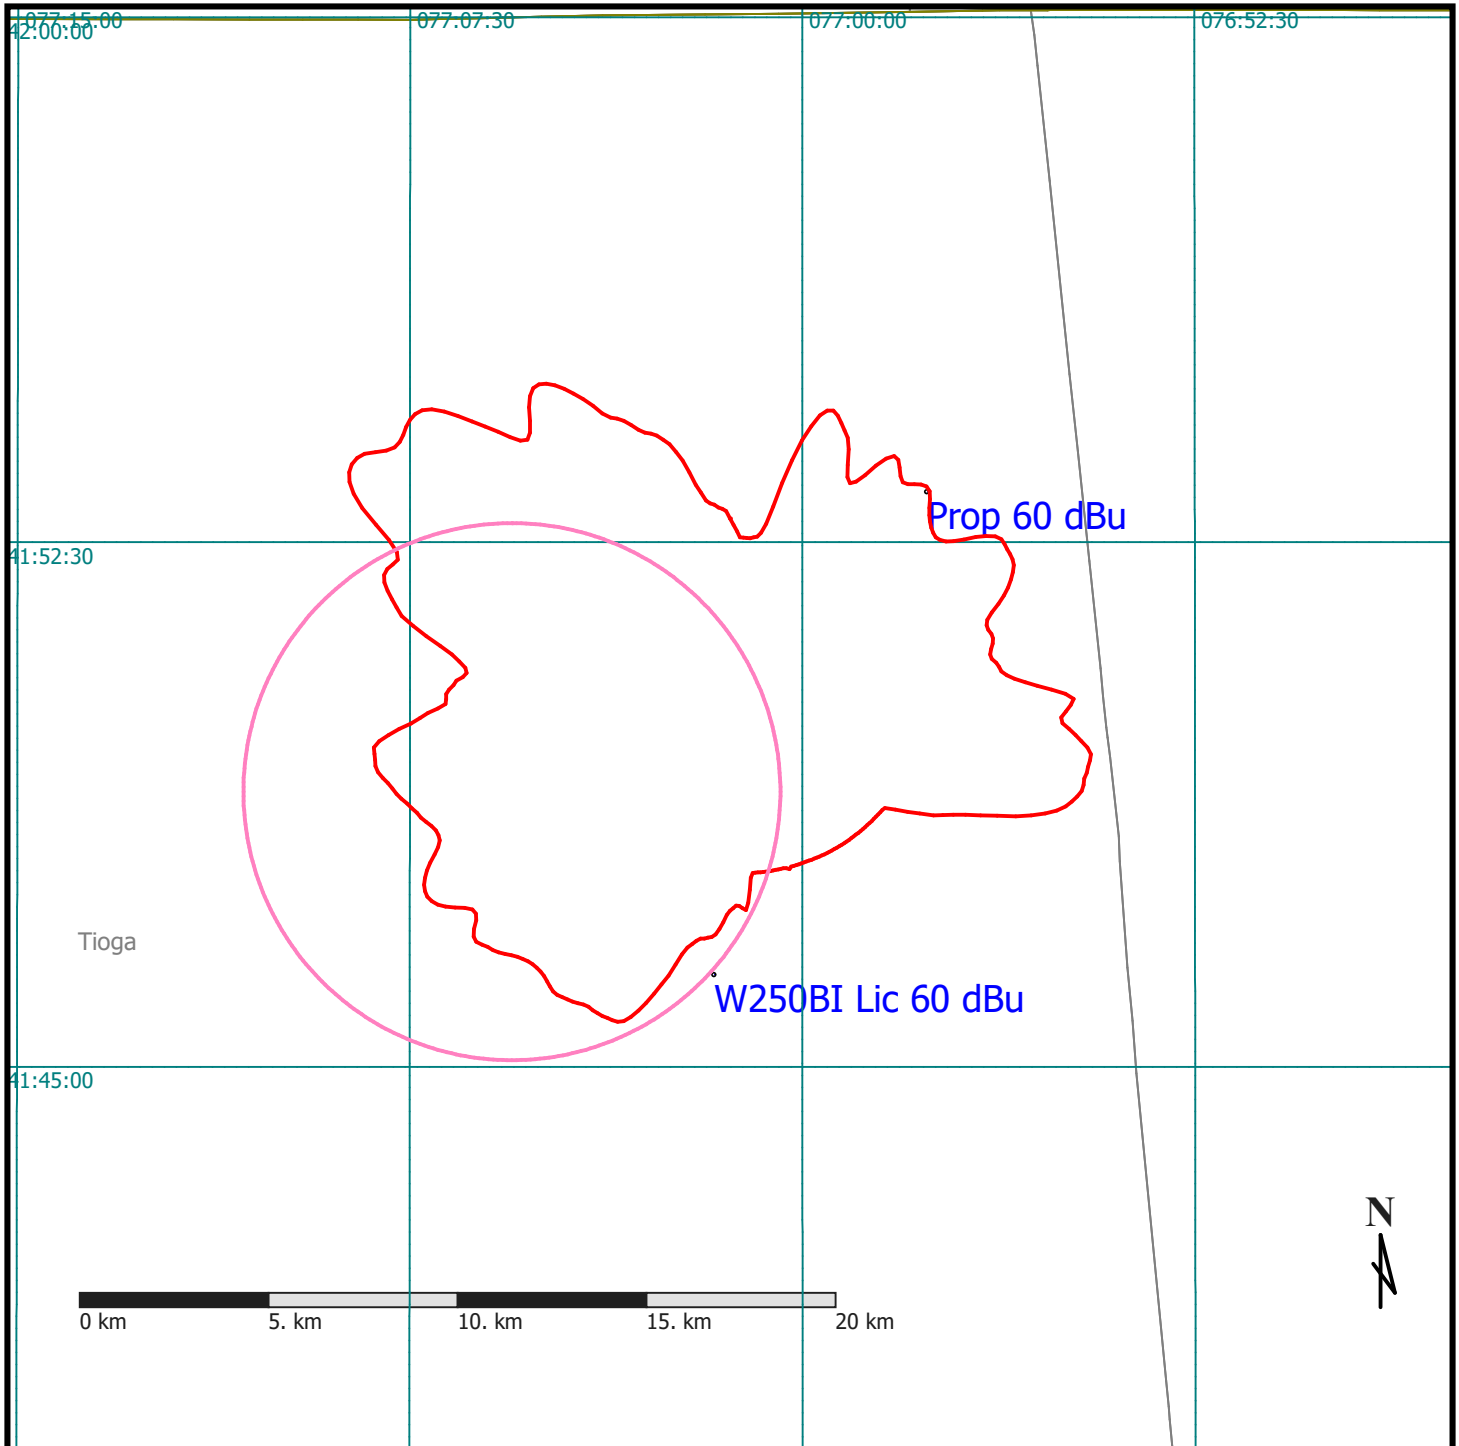 077:15:00
077:07:30
077:00:00
076:52:30
42:00:00
Prop 60 dBu
41:52:30
Tioga
W250BI Lic 60 dBu
41:45:00
N
0 km
5. km
10. km
15. km
20 km